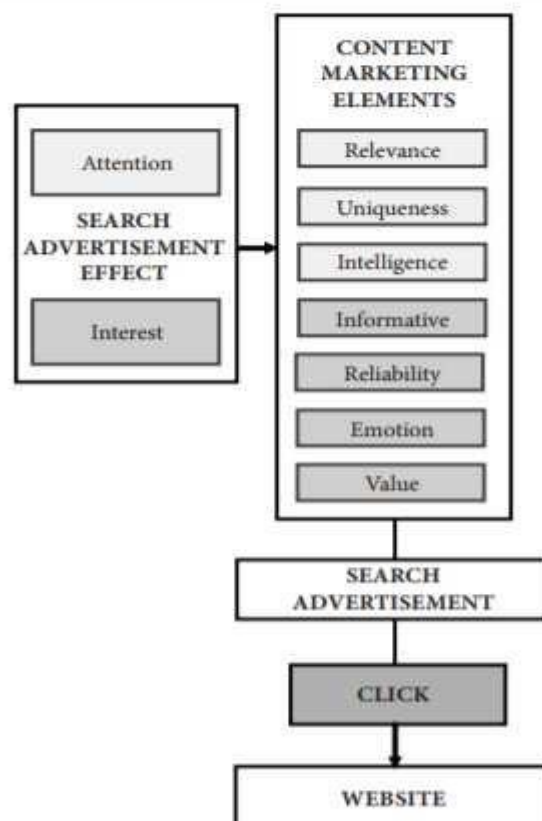 CONTENT
MARKETING
ELEMENTS
Attention
SEARCH
ADVERTISEMENT
EFFECT
Interest
Relevance
Uniqueness
Intelligence
Informative
Reliability
Emotion
Value
SEARCH
ADVERTISEMENT
CLICK
WEBSITE